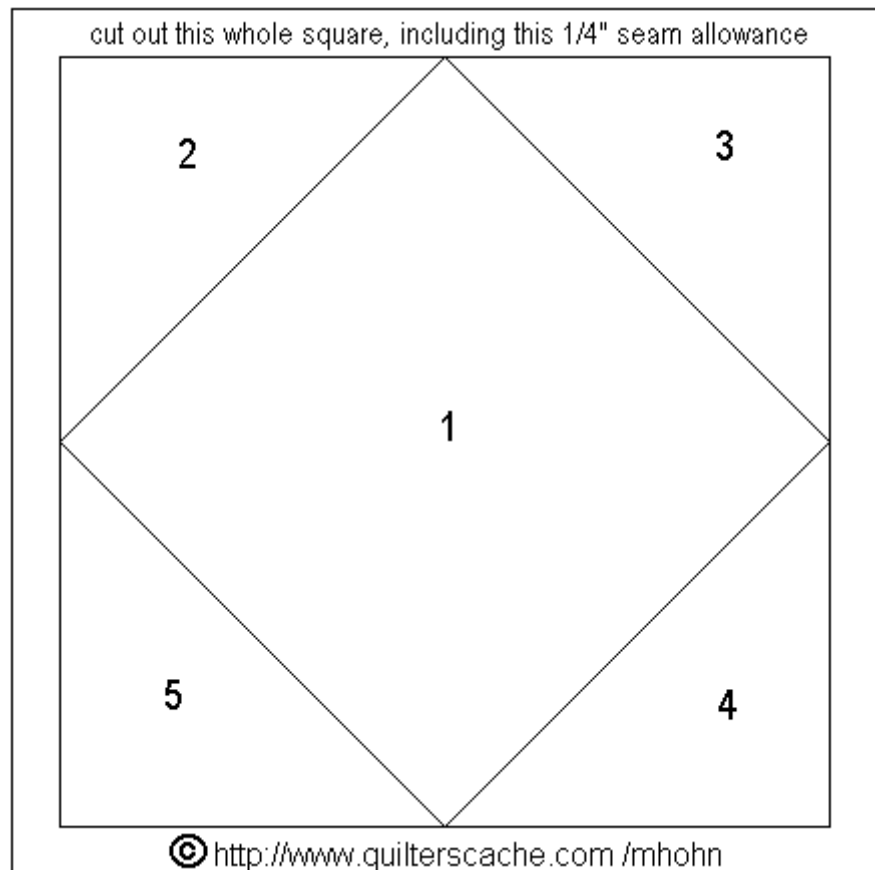 cut out this whole square, including this 1/4" seam allowance
2
3
1
5
4
© http://www.quilterscache.com /mhohn